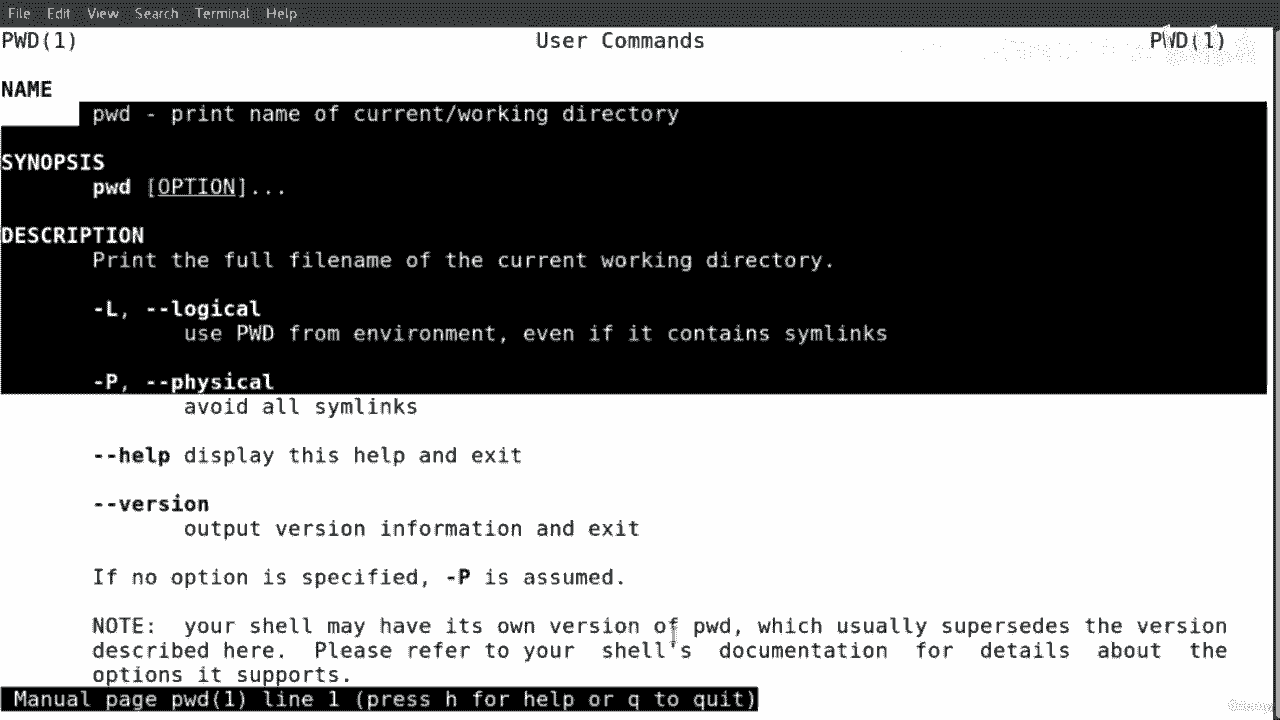 File Edit View Search Terminal Help
PWD(1) User Commands PWD(1)
NAME
pwd - print name of current/working directory
SYNOPSIS
pwd [OPTION]...
DESCRIPTION
Print the full filename of the current working directory.
-L, --logical
use PWD from environment, even if it contains symlinks
-P, --physical
avoid all symlinks
--help display this help and exit
--version
output version information and exit
If no option is specified, -P is assumed.
NOTE: your shell may have its own version of pwd, which usually supersedes the version
described here. Please refer to your shell's documentation for details about the
options it supports.
Manual page pwd(1) line 1 (press h for help or q to quit)